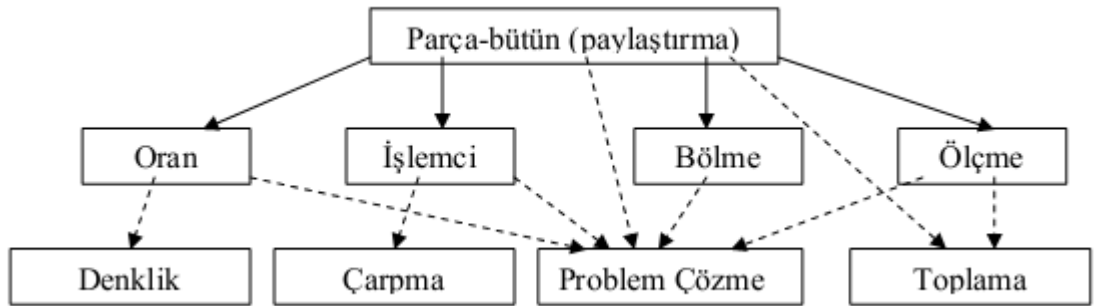 Parça-bütün (paylaştırma)
Oran
İşlemci
Bölme
Ölçme
Denklik
Çarpma
Problem Çözme
Toplama